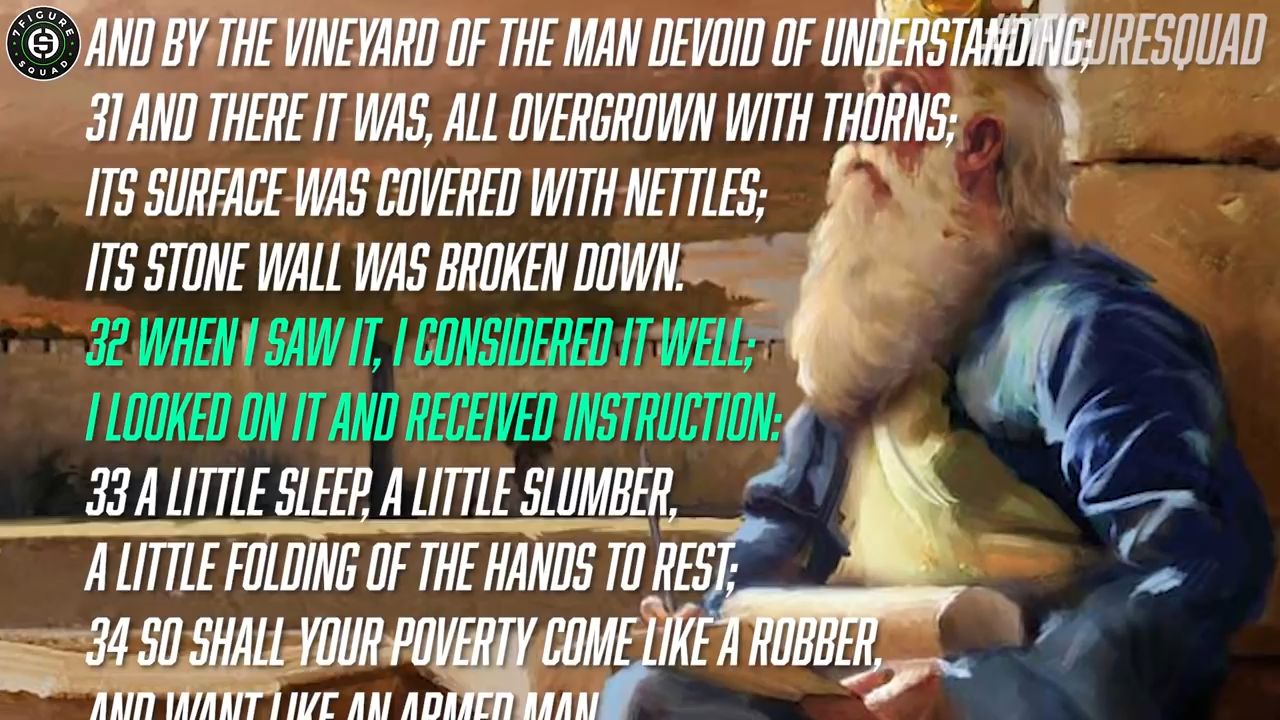 7FIGURE
SQUAD
#7FIGURESQUAD
AND BY THE VINEYARD OF THE MAN DEVOID OF UNDERSTANDING;
31 AND THERE IT WAS, ALL OVERGROWN WITH THORNS;
ITS SURFACE WAS COVERED WITH NETTLES;
ITS STONE WALL WAS BROKEN DOWN.
32 WHEN I SAW IT, I CONSIDERED IT WELL;
I LOOKED ON IT AND RECEIVED INSTRUCTION:
33 A LITTLE SLEEP, A LITTLE SLUMBER,
A LITTLE FOLDING OF THE HANDS TO REST;
34 SO SHALL YOUR POVERTY COME LIKE A ROBBER,
AND WANT LIKE AN ARMED MAN